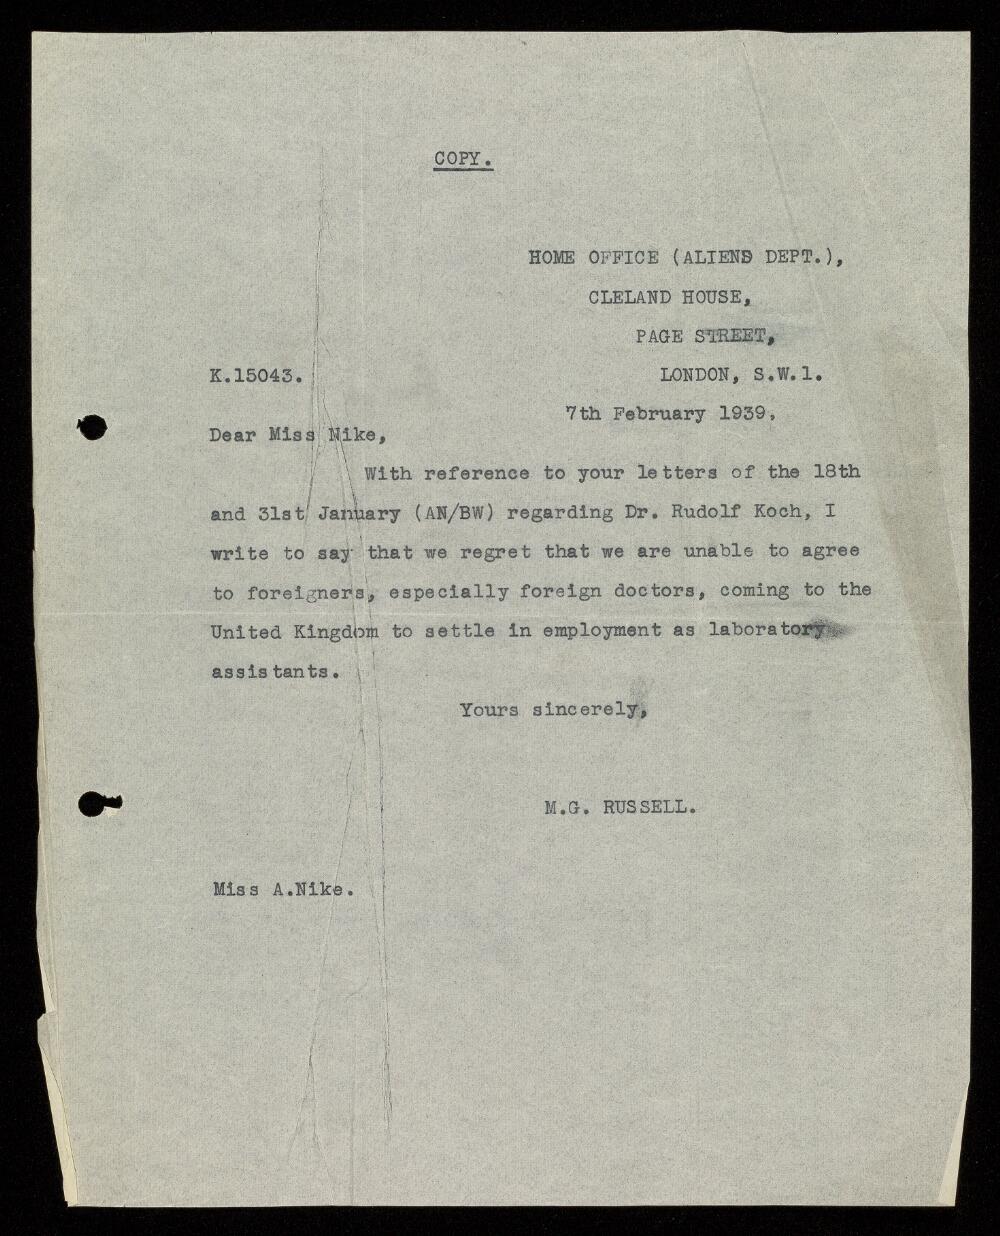 COPY.
HOME OFFICE (ALIENS DEPT.),
CLELAND HOUSE,
PAGE STREET,
K.15043.
LONDON, S.W.1.
7th February 1939.
Dear Miss Nike,
With reference to your letters of the 18th
and 31st January (AN/BW) regarding Dr. Rudolf Koch, I
write to say that we regret that we are unable to agree
to foreigners, especially foreign doctors, coming to the
United Kingdom to settle in employment as laboratory
assistants.
Yours sincerely,
M.G. RUSSELL.
Miss A.Nike.